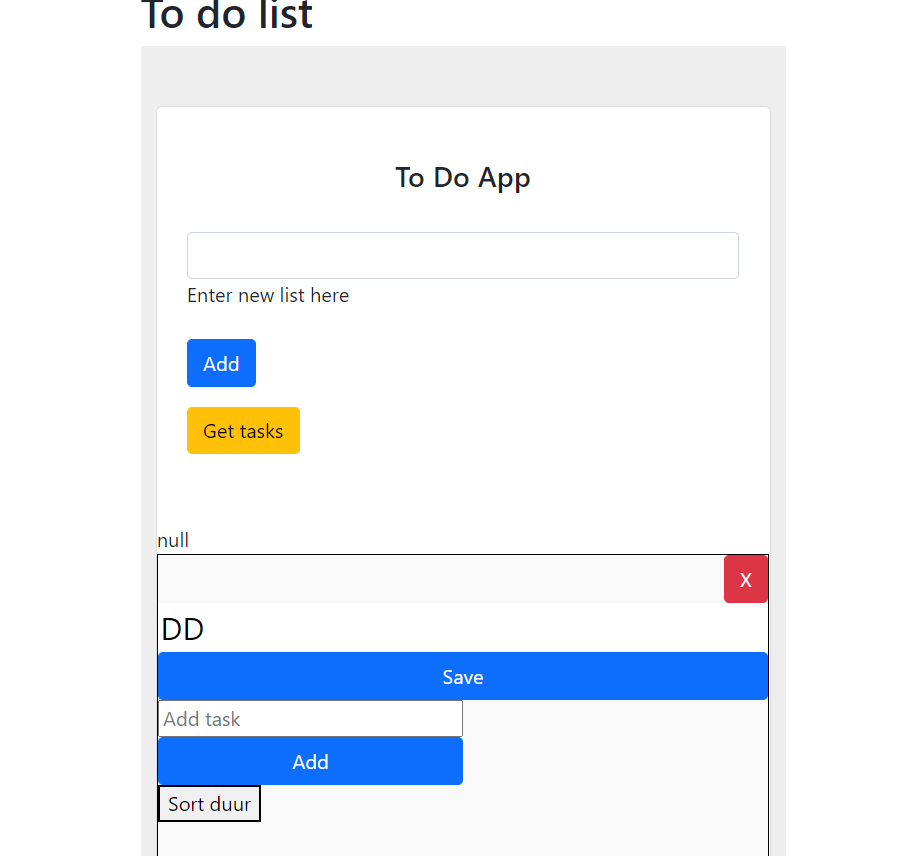 To do list
To Do App
Enter new list here
Add
Get tasks
null
X
DD
Save
Add task
Add
Sort duur